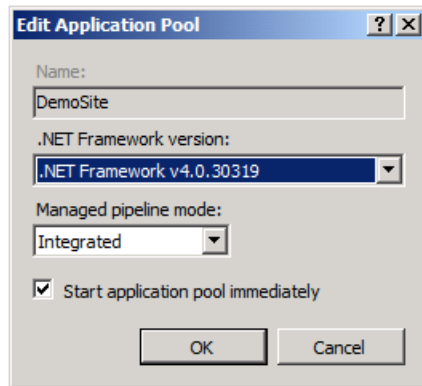 Edit Application Pool
Name:
DemoSite
.NET Framework version:
.NET Framework v4.0.30319
Managed pipeline mode:
Integrated
Start application pool immediately
OK Cancel